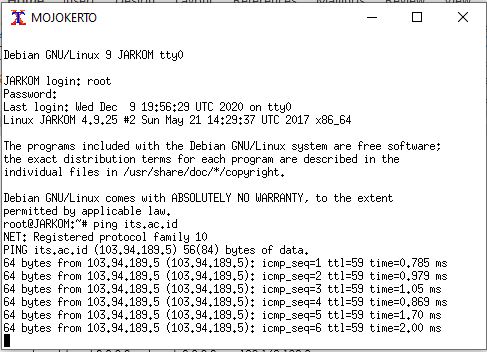 MOJOKERTO
Debian GNU/Linux 9 JARKOM tty0
JARKOM login: root
Password:
Last login: Wed Dec  9 19:56:29 UTC 2020 on tty0
Linux JARKOM 4.9.25 #2 Sun May 21 14:29:37 UTC 2017 x86_64
The programs included with the Debian GNU/Linux system are free software;
the exact distribution terms for each program are described in the
individual files in /usr/share/doc/*/copyright.
Debian GNU/Linux comes with ABSOLUTELY NO WARRANTY, to the extent
permitted by applicable law.
root@JARKOM:~# ping its.ac.id
NET: Registered protocol family 10
PING its.ac.id (103.94.189.5) 56(84) bytes of data.
64 bytes from 103.94.189.5 (103.94.189.5): icmp_seq=1 ttl=59 time=0.785 ms
64 bytes from 103.94.189.5 (103.94.189.5): icmp_seq=2 ttl=59 time=0.979 ms
64 bytes from 103.94.189.5 (103.94.189.5): icmp_seq=3 ttl=59 time=1.05 ms
64 bytes from 103.94.189.5 (103.94.189.5): icmp_seq=4 ttl=59 time=0.869 ms
64 bytes from 103.94.189.5 (103.94.189.5): icmp_seq=5 ttl=59 time=1.70 ms
64 bytes from 103.94.189.5 (103.94.189.5): icmp_seq=6 ttl=59 time=2.00 ms